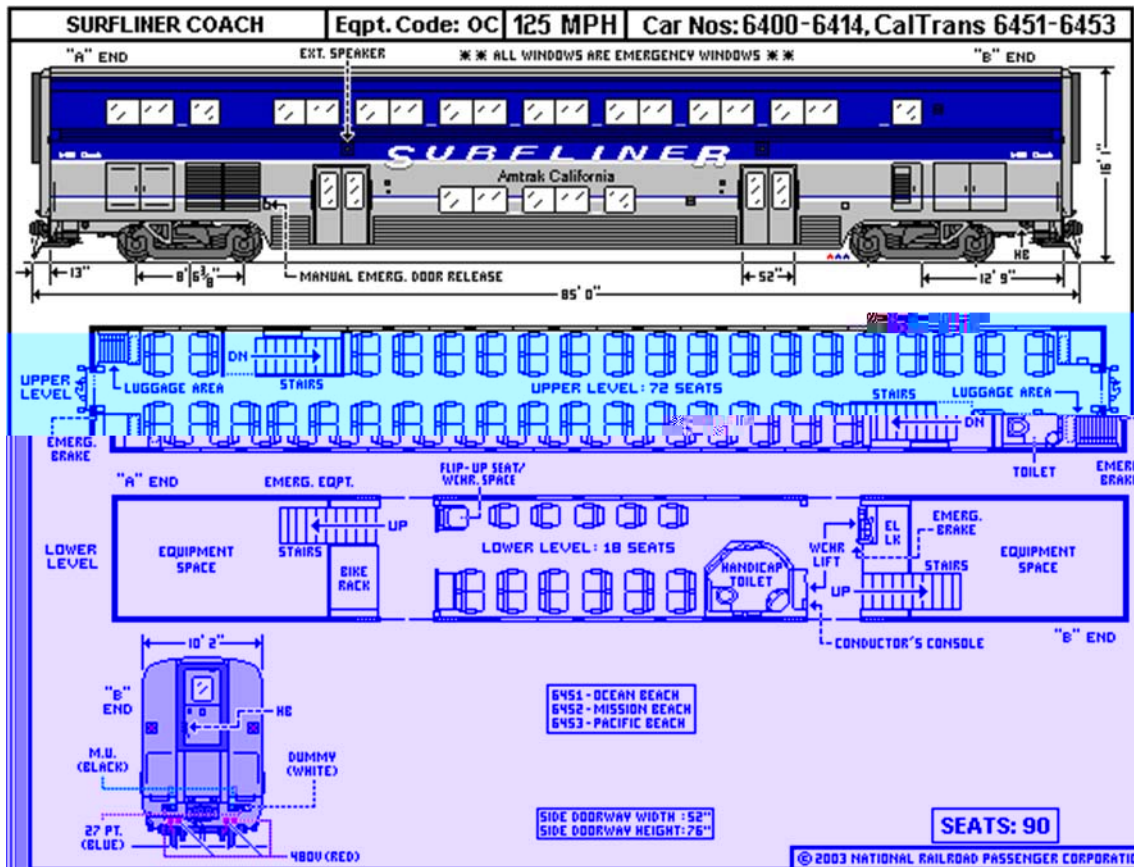 SURFLINER COACH
Eqpt. Code: OC
125 MPH
Car Nos: 6400-6414, CalTrans 6451-6453
"A" END
EXT. SPEAKER
※ ※ ALL WINDOWS ARE EMERGENCY WINDOWS ※ ※
"B" END
SURFLINER
Amtrak California
16' 1"
HB
13"
8' 6⅜"
MANUAL EMERG. DOOR RELEASE
52"
12' 9"
85' 0"
DN
STAIRS
UPPER LEVEL
LUGGAGE AREA
UPPER LEVEL: 72 SEATS
LUGGAGE AREA
STAIRS
DN
EMERG. BRAKE
TOILET
EMERG
BRAKE
"A" END
EMERG. EQPT.
FLIP-UP SEAT/
WCHR. SPACE
UP
STAIRS
LOWER LEVEL
EQUIPMENT SPACE
BIKE RACK
LOWER LEVEL: 18 SEATS
HANDICAP TOILET
WCHR LIFT
EL LK
EMERG. BRAKE
STAIRS
UP
EQUIPMENT SPACE
CONDUCTOR'S CONSOLE
"B" END
10' 2"
"B" END
HB
M.U.
(BLACK)
DUMMY
(WHITE)
27 PT.
(BLUE)
480V (RED)
6451 - OCEAN BEACH
6452 - MISSION BEACH
6453 - PACIFIC BEACH
SIDE DOORWAY WIDTH : 52"
SIDE DOORWAY HEIGHT: 76"
SEATS: 90
© 2003 NATIONAL RAILROAD PASSENGER CORPORATI